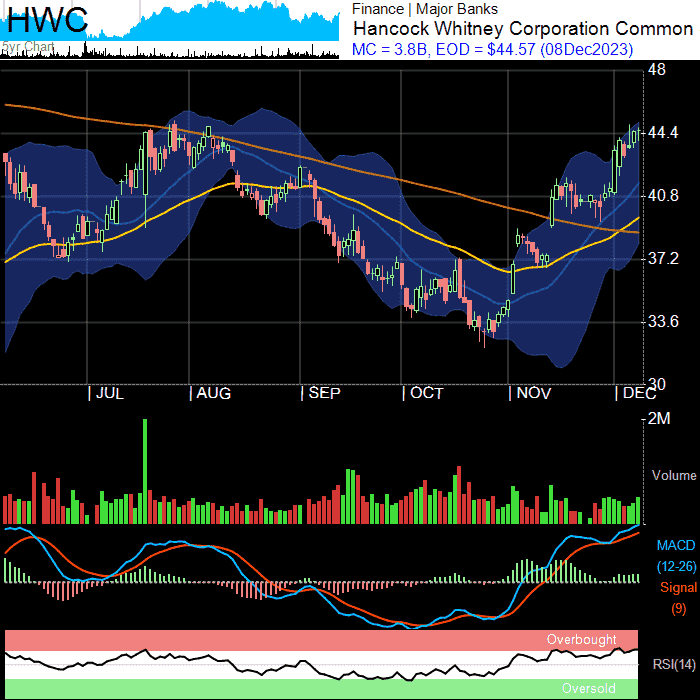 HWC
5yr Chart
Finance | Major Banks
Hancock Whitney Corporation Common
MC = 3.8B, EOD = $44.57 (08Dec2023)
48
44.4
40.8
37.2
33.6
30
JUL AUG SEP OCT NOV DEC
2M
Volume
MACD
(12-26)
Signal
(9)
Overbought
RSI(14)
Oversold